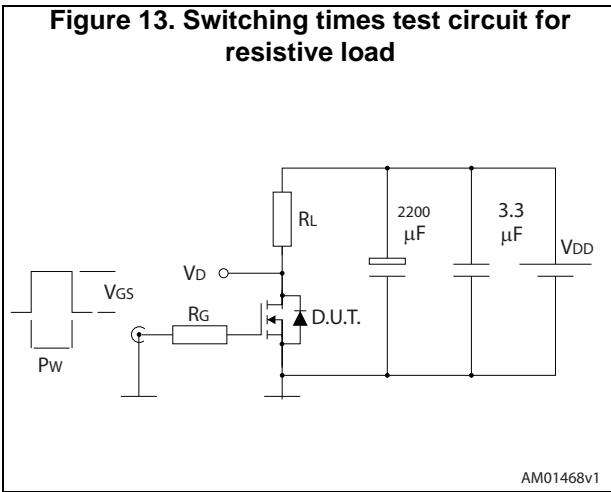 Figure 13. Switching times test circuit for
resistive load
RL
2200
μF
3.3
μF
VDD
VD
VGS
RG
D.U.T.
PW
AM01468v1